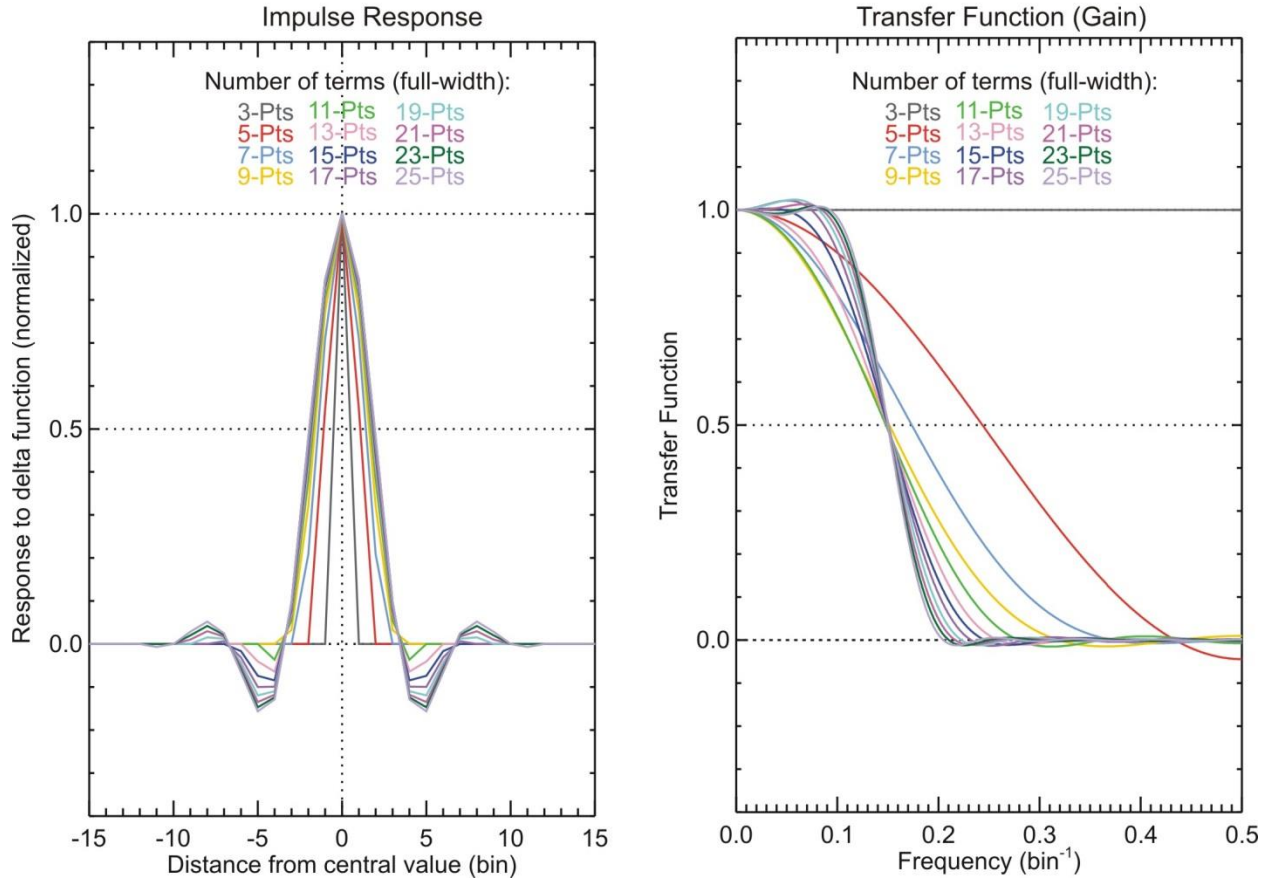 Impulse Response
Number of terms (full-width):
3-Pts 11-Pts 19-Pts
5-Pts 13-Pts 21-Pts
7-Pts 15-Pts 23-Pts
9-Pts 17-Pts 25-Pts
Response to delta function (normalized)
1.0
0.5
0.0
-15 -10 -5 0 5 10 15
Distance from central value (bin)
Transfer Function (Gain)
Number of terms (full-width):
3-Pts 11-Pts 19-Pts
5-Pts 13-Pts 21-Pts
7-Pts 15-Pts 23-Pts
9-Pts 17-Pts 25-Pts
Transfer Function
1.0
0.5
0.0
0.0 0.1 0.2 0.3 0.4 0.5
Frequency (bin⁻¹)